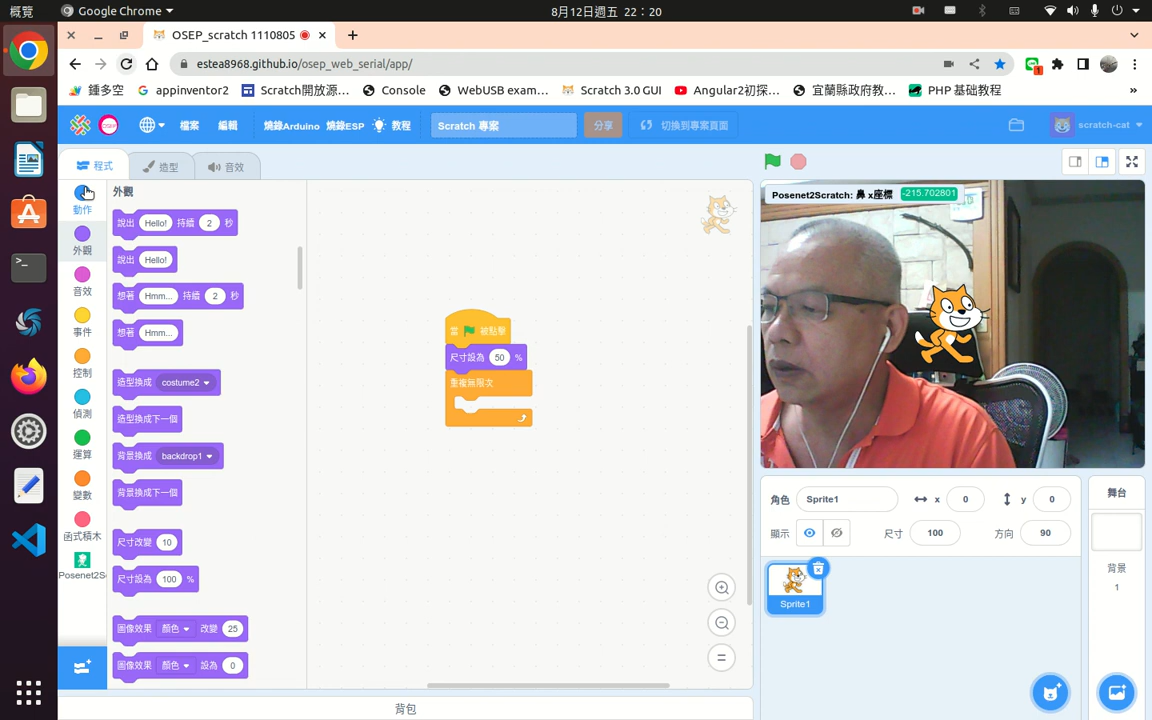 概覽 Google Chrome 8月12日週五 22：20
OSEP_scratch 1110805
estea8968.github.io/osep_web_serial/app/
鍾多空 appinventor2 Scratch開放源… Console WebUSB exam… Scratch 3.0 GUI Angular2初探… 宜蘭縣政府教… PHP 基础教程 »
檔案 編輯 燒錄Arduino 燒錄ESP 教程 Scratch 專案 分享 切換到專案頁面 scratch-cat
程式 造型 音效
動作
外觀
音效
事件
控制
偵測
運算
變數
函式積木
Posenet2S
外觀
說出 Hello! 持續 2 秒
說出 Hello!
想著 Hmm... 持續 2 秒
想著 Hmm...
造型換成 costume2
造型換成下一個
背景換成 backdrop1
背景換成下一個
尺寸改變 10
尺寸設為 100 %
圖像效果 顏色 改變 25
圖像效果 顏色 設為 0
當 被點擊
尺寸設為 50 %
重複無限次
背包
Posenet2Scratch: 鼻 x座標 -215.702801
角色 Sprite1 x 0 y 0
顯示 尺寸 100 方向 90
Sprite1
舞台
背景
1